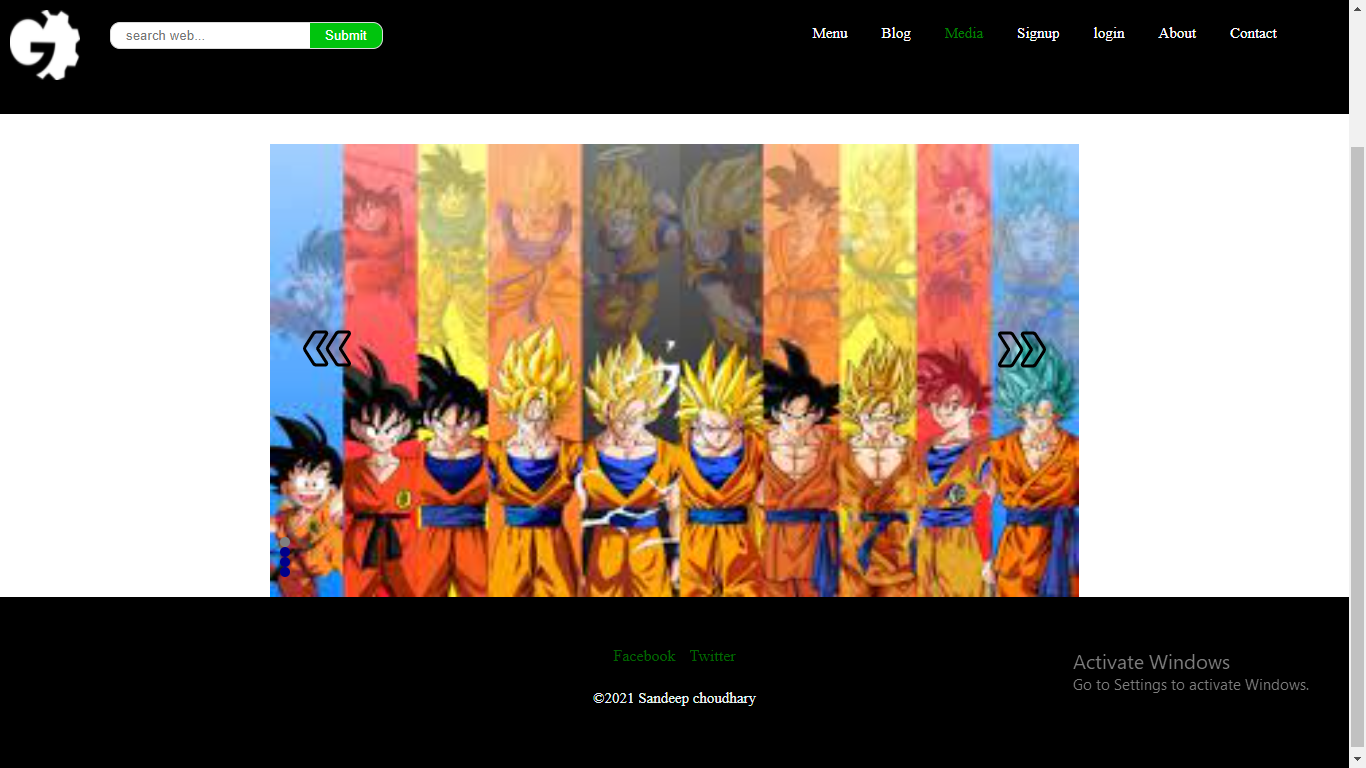 G
search web... Submit Menu Blog Media Signup login About Contact
Facebook Twitter
©2021 Sandeep choudhary
Activate Windows
Go to Settings to activate Windows.